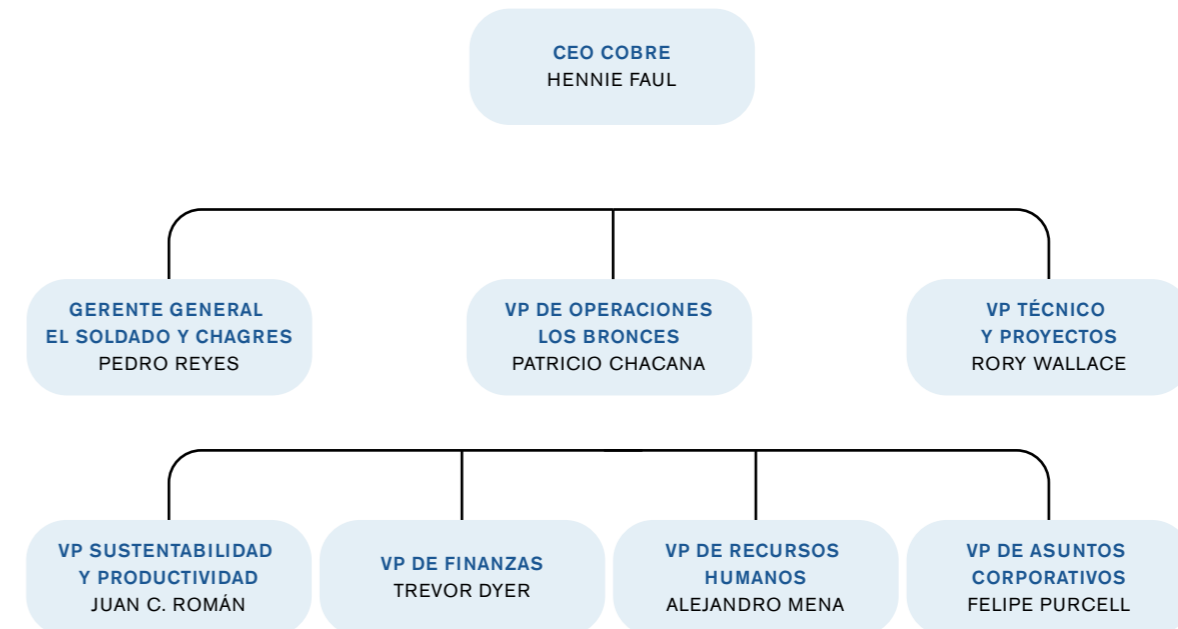 CEO COBRE
HENNIE FAUL
GERENTE GENERAL
EL SOLDADO Y CHAGRES
PEDRO REYES
VP DE OPERACIONES
LOS BRONCES
PATRICIO CHACANA
VP TÉCNICO
Y PROYECTOS
RORY WALLACE
VP SUSTENTABILIDAD
Y PRODUCTIVIDAD
JUAN C. ROMÁN
VP DE FINANZAS
TREVOR DYER
VP DE RECURSOS
HUMANOS
ALEJANDRO MENA
VP DE ASUNTOS
CORPORATIVOS
FELIPE PURCELL